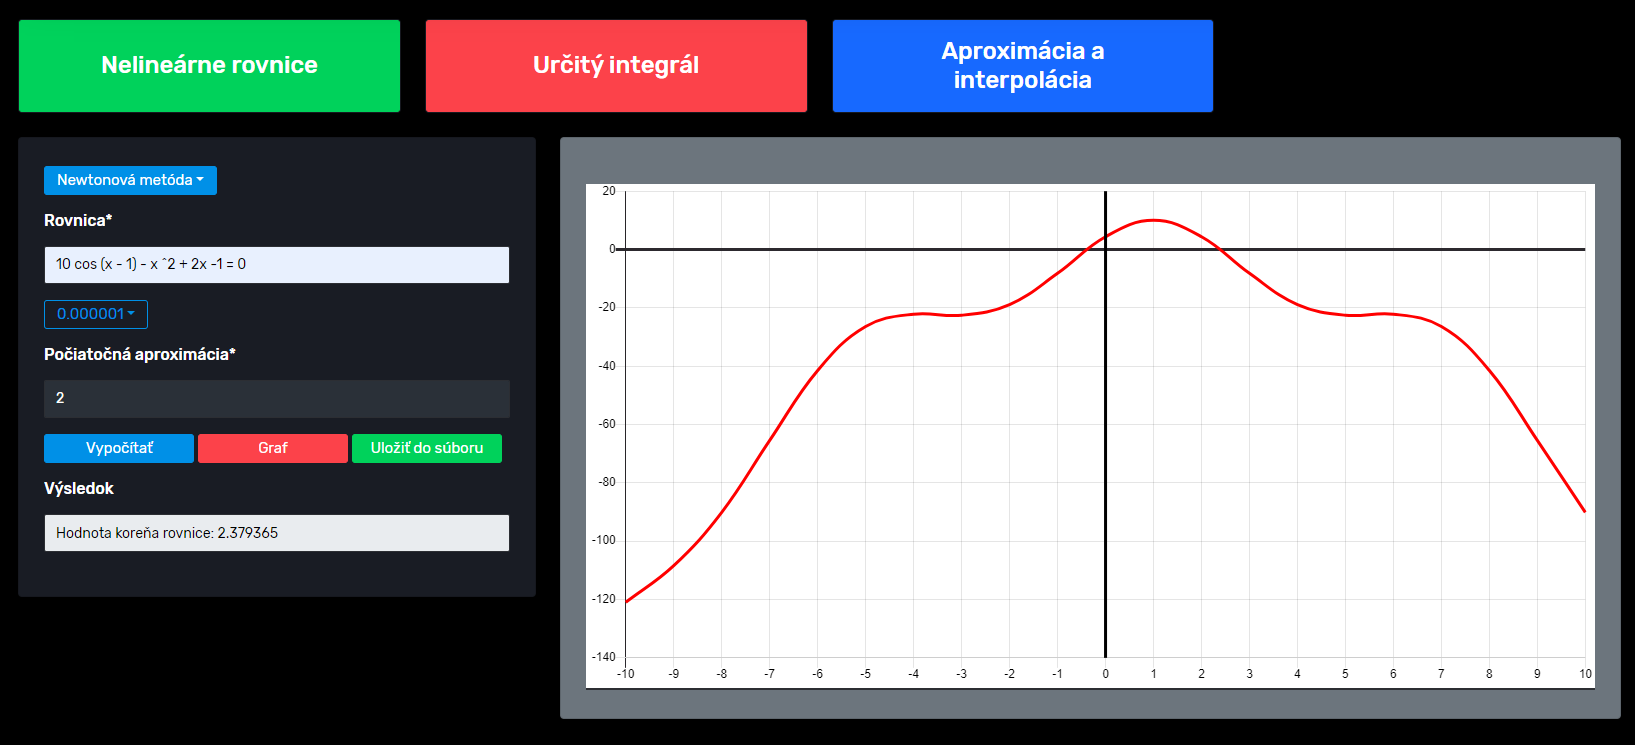 Nelineárne rovnice
Určitý integrál
Aproximácia a
interpolácia
Newtonová metóda
Rovnica*
10 cos (x - 1) - x ^2 + 2x -1 = 0
0.000001
Počiatočná aproximácia*
2
Vypočítať
Graf
Uložiť do súboru
Výsledok
Hodnota koreňa rovnice: 2.379365
20
0
-20
-40
-60
-80
-100
-120
-140
-10 -9 -8 -7 -6 -5 -4 -3 -2 -1 0 1 2 3 4 5 6 7 8 9 10